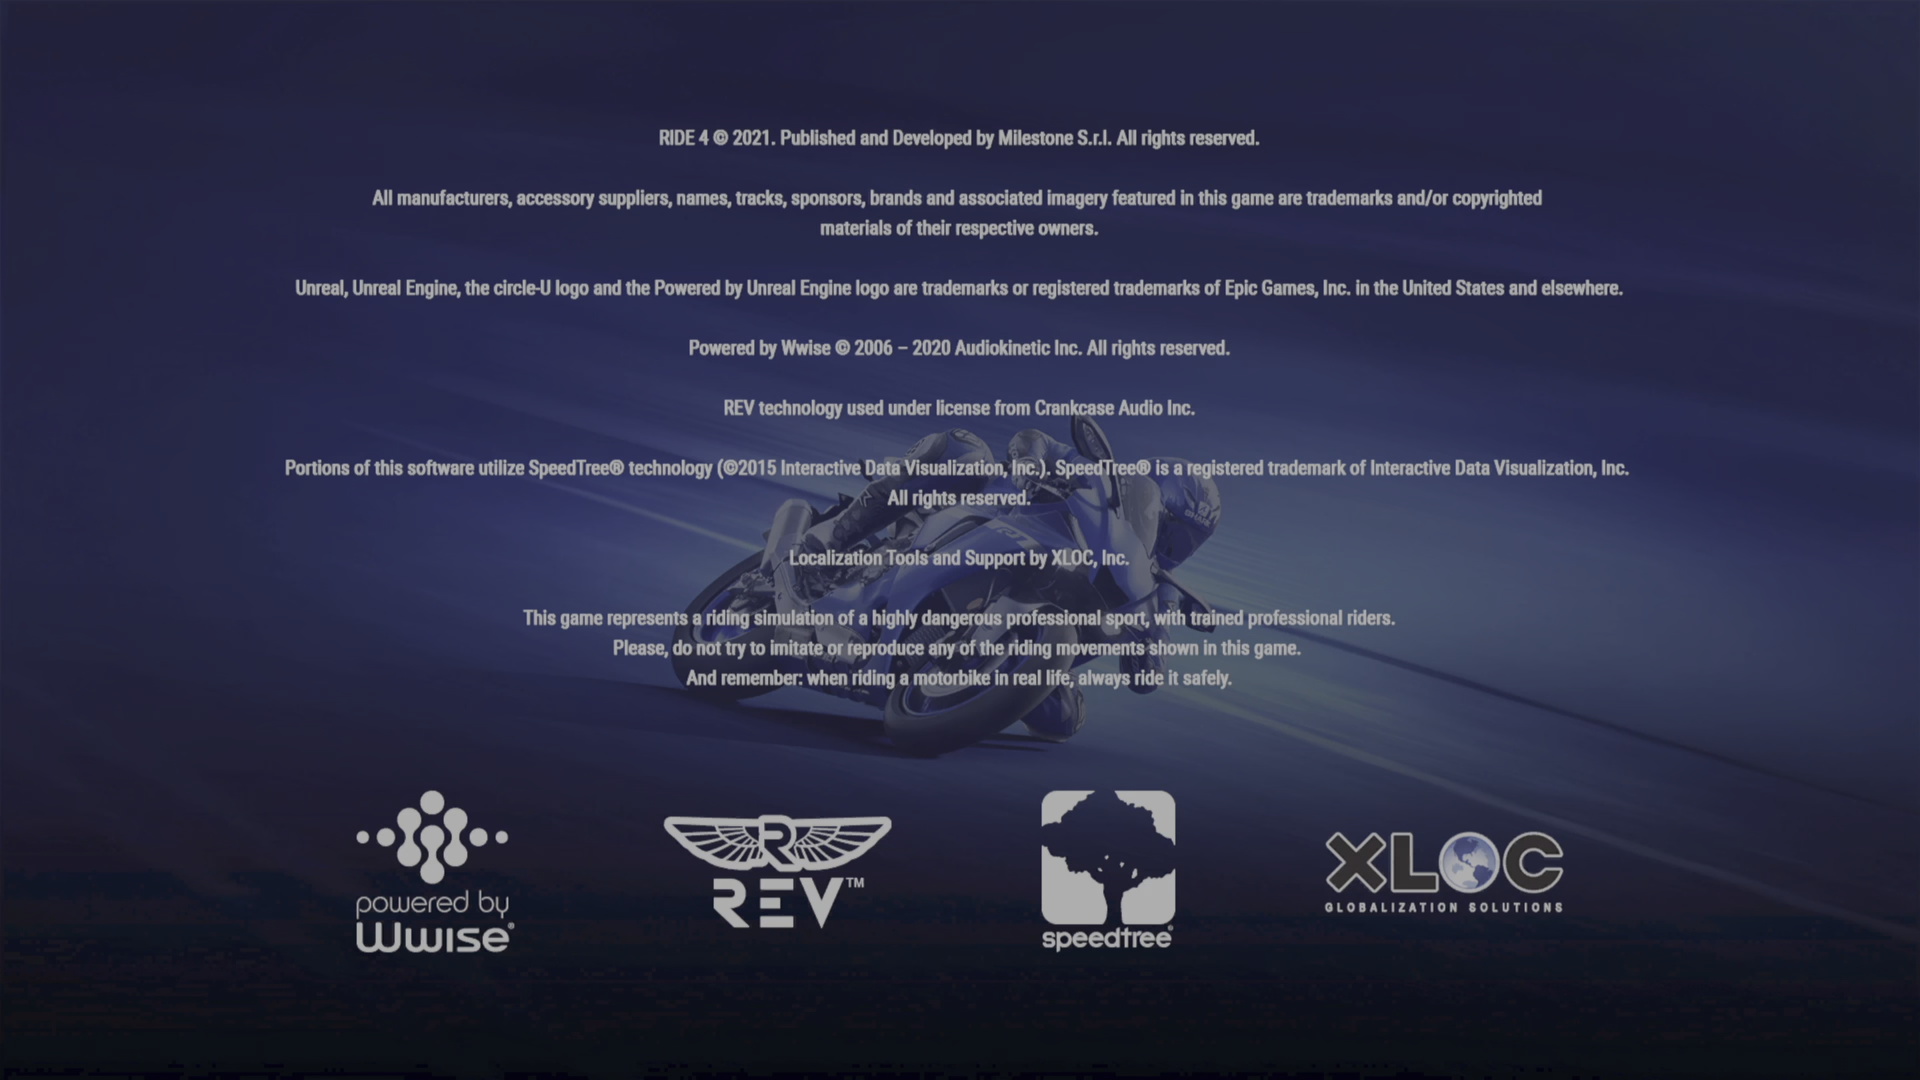 RIDE 4 © 2021. Published and Developed by Milestone S.r.l. All rights reserved.
All manufacturers, accessory suppliers, names, tracks, sponsors, brands and associated imagery featured in this game are trademarks and/or copyrighted
materials of their respective owners.
Unreal, Unreal Engine, the circle-U logo and the Powered by Unreal Engine logo are trademarks or registered trademarks of Epic Games, Inc. in the United States and elsewhere.
Powered by Wwise © 2006 – 2020 Audiokinetic Inc. All rights reserved.
REV technology used under license from Crankcase Audio Inc.
Portions of this software utilize SpeedTree® technology (©2015 Interactive Data Visualization, Inc.). SpeedTree® is a registered trademark of Interactive Data Visualization, Inc.
All rights reserved.
SHARK
R1
Localization Tools and Support by XLOC, Inc.
This game represents a riding simulation of a highly dangerous professional sport, with trained professional riders.
Please, do not try to imitate or reproduce any of the riding movements shown in this game.
And remember: when riding a motorbike in real life, always ride it safely.
powered by
Wwise®
R
REV™
speedtree®
XLOC
GLOBALIZATION SOLUTIONS